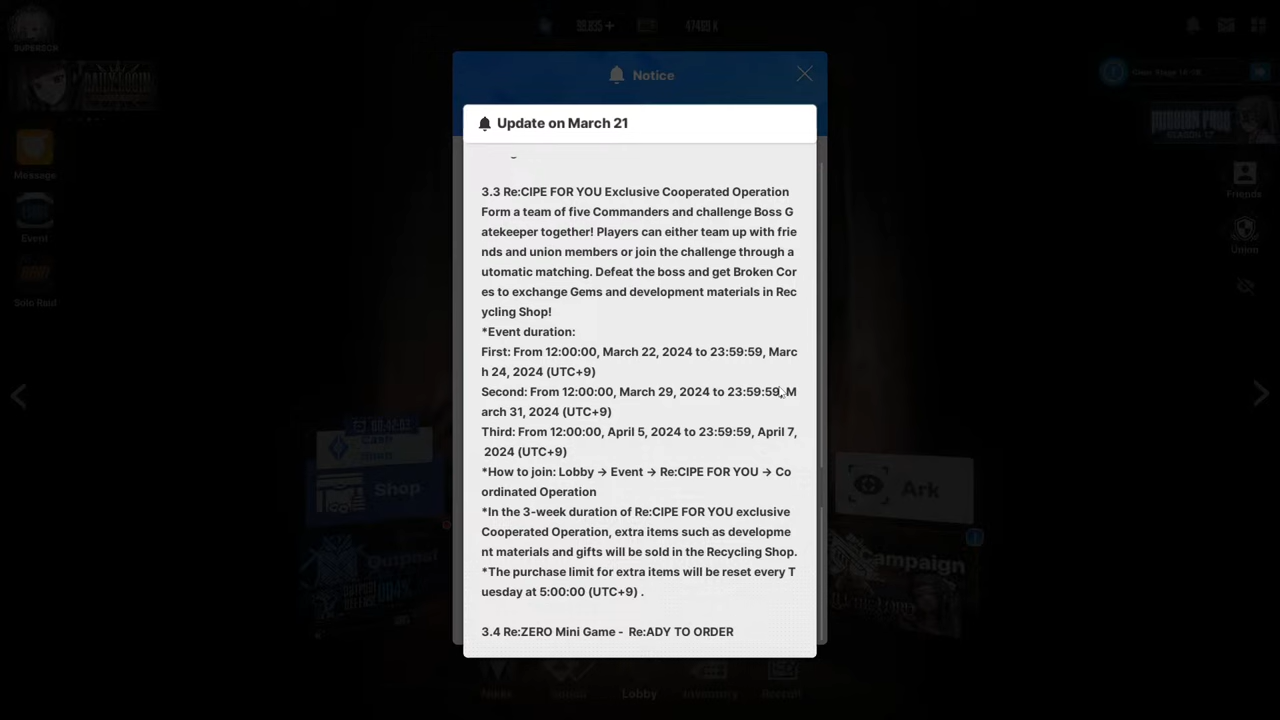 SUPERSCH
Notice
Update on March 21
3.3 Re:CIPE FOR YOU Exclusive Cooperated Operation
Form a team of five Commanders and challenge Boss G
atekeeper together! Players can either team up with frie
nds and union members or join the challenge through a
utomatic matching. Defeat the boss and get Broken Cor
es to exchange Gems and development materials in Rec
ycling Shop!
*Event duration:
First: From 12:00:00, March 22, 2024 to 23:59:59, Marc
h 24, 2024 (UTC+9)
Second: From 12:00:00, March 29, 2024 to 23:59:59, M
arch 31, 2024 (UTC+9)
Third: From 12:00:00, April 5, 2024 to 23:59:59, April 7,
2024 (UTC+9)
*How to join: Lobby → Event → Re:CIPE FOR YOU → Co
ordinated Operation
*In the 3-week duration of Re:CIPE FOR YOU exclusive
Cooperated Operation, extra items such as developme
nt materials and gifts will be sold in the Recycling Shop.
*The purchase limit for extra items will be reset every T
uesday at 5:00:00 (UTC+9) .
3.4 Re:ZERO Mini Game - Re:ADY TO ORDER
Message
Event
Solo Raid
Friends
Union
Cash
Shop
Ark
Outpost
Campaign
Lobby
Inventory
Recruit